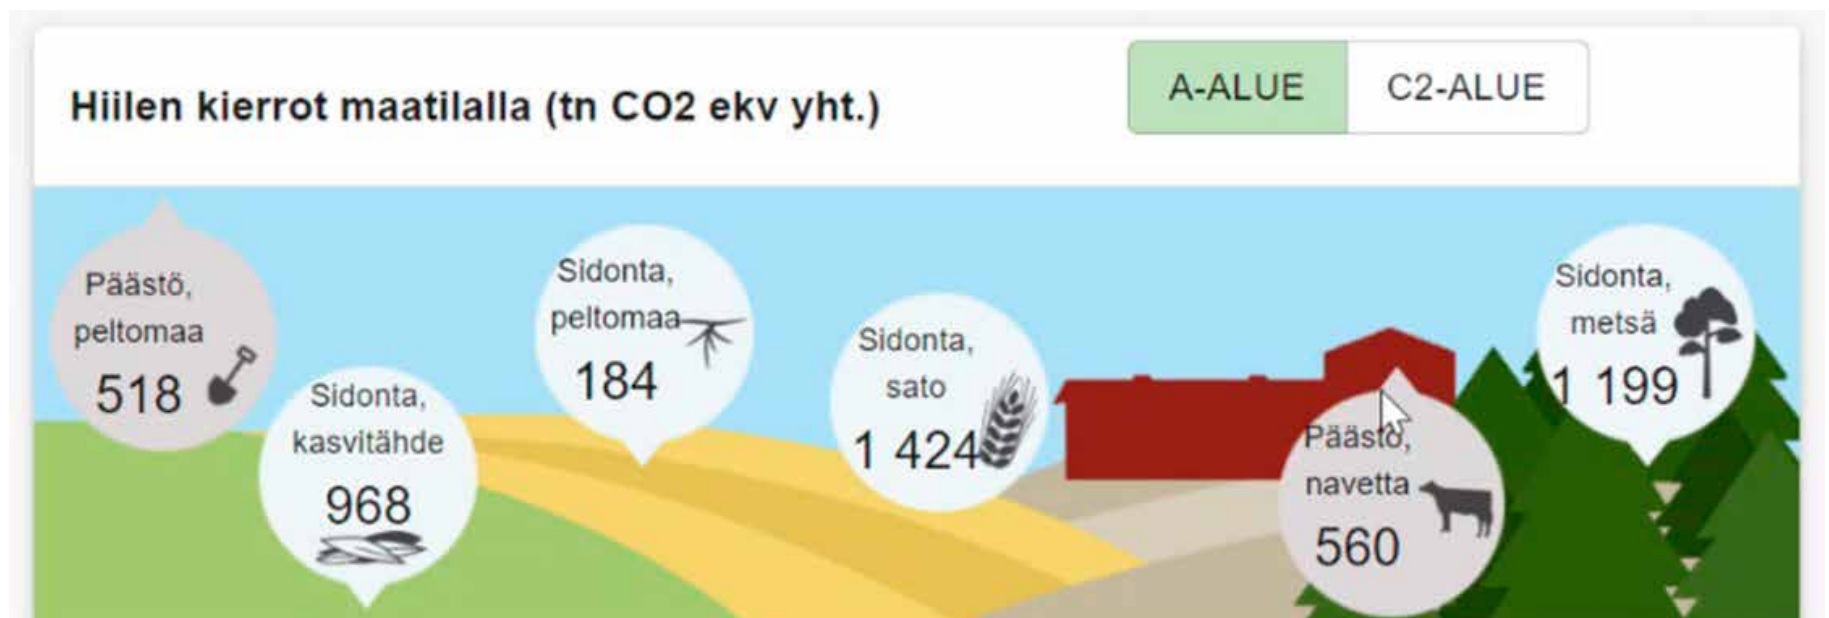 Hiilen kierrot maatilalla (tn CO2 ekv yht.)
A-ALUE
C2-ALUE
Päästö,
peltomaa
518
Sidonta,
kasvitähde
968
Sidonta,
peltomaa
184
Sidonta,
sato
1 424
Päästö,
navetta
560
Sidonta,
metsä
1 199